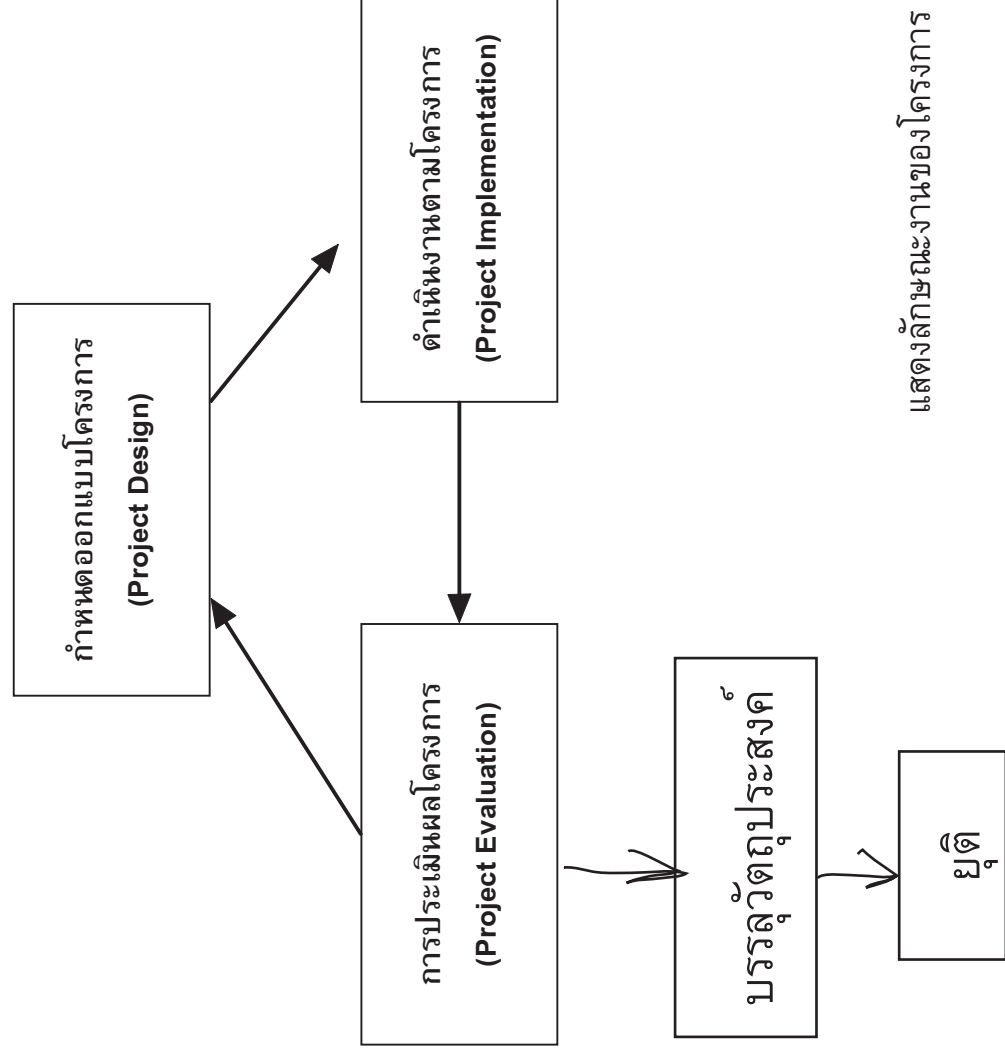 กำหนดออกแบบโครงการ
(Project Design)
ดำเนินงานตามโครงการ
(Project Implementation)
การประเมินผลโครงการ
(Project Evaluation)
บรรลุวัตถุประสงค์
ยุติ
แสดงลักษณะงานของโครงการ